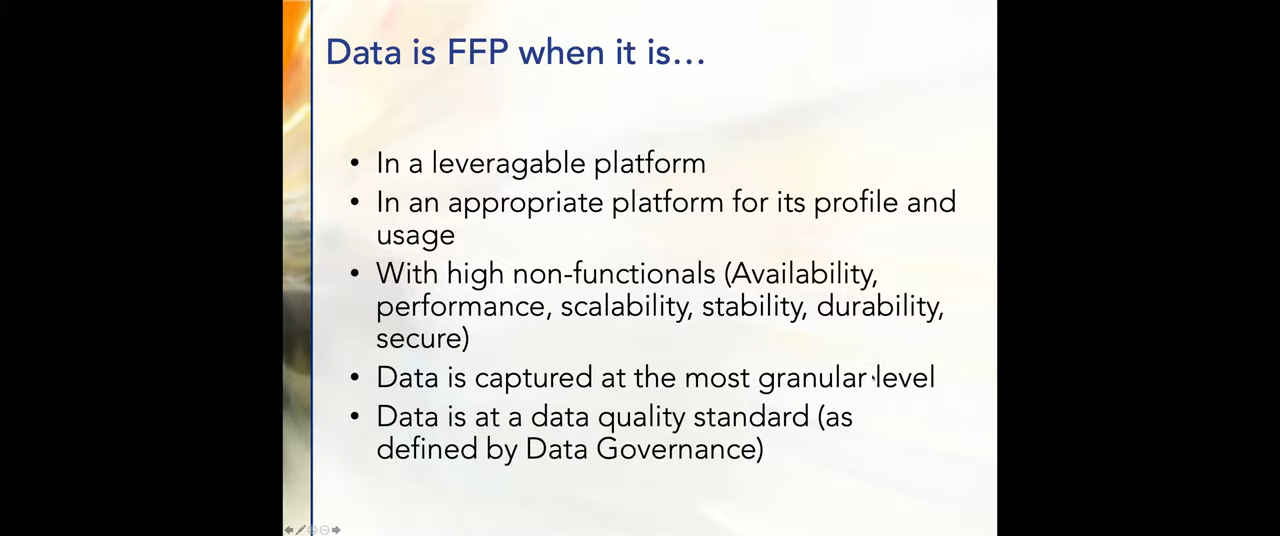 Data is FFP when it is...
• In a leveragable platform
• In an appropriate platform for its profile and
usage
• With high non-functionals (Availability,
performance, scalability, stability, durability,
secure)
• Data is captured at the most granular level
• Data is at a data quality standard (as
defined by Data Governance)